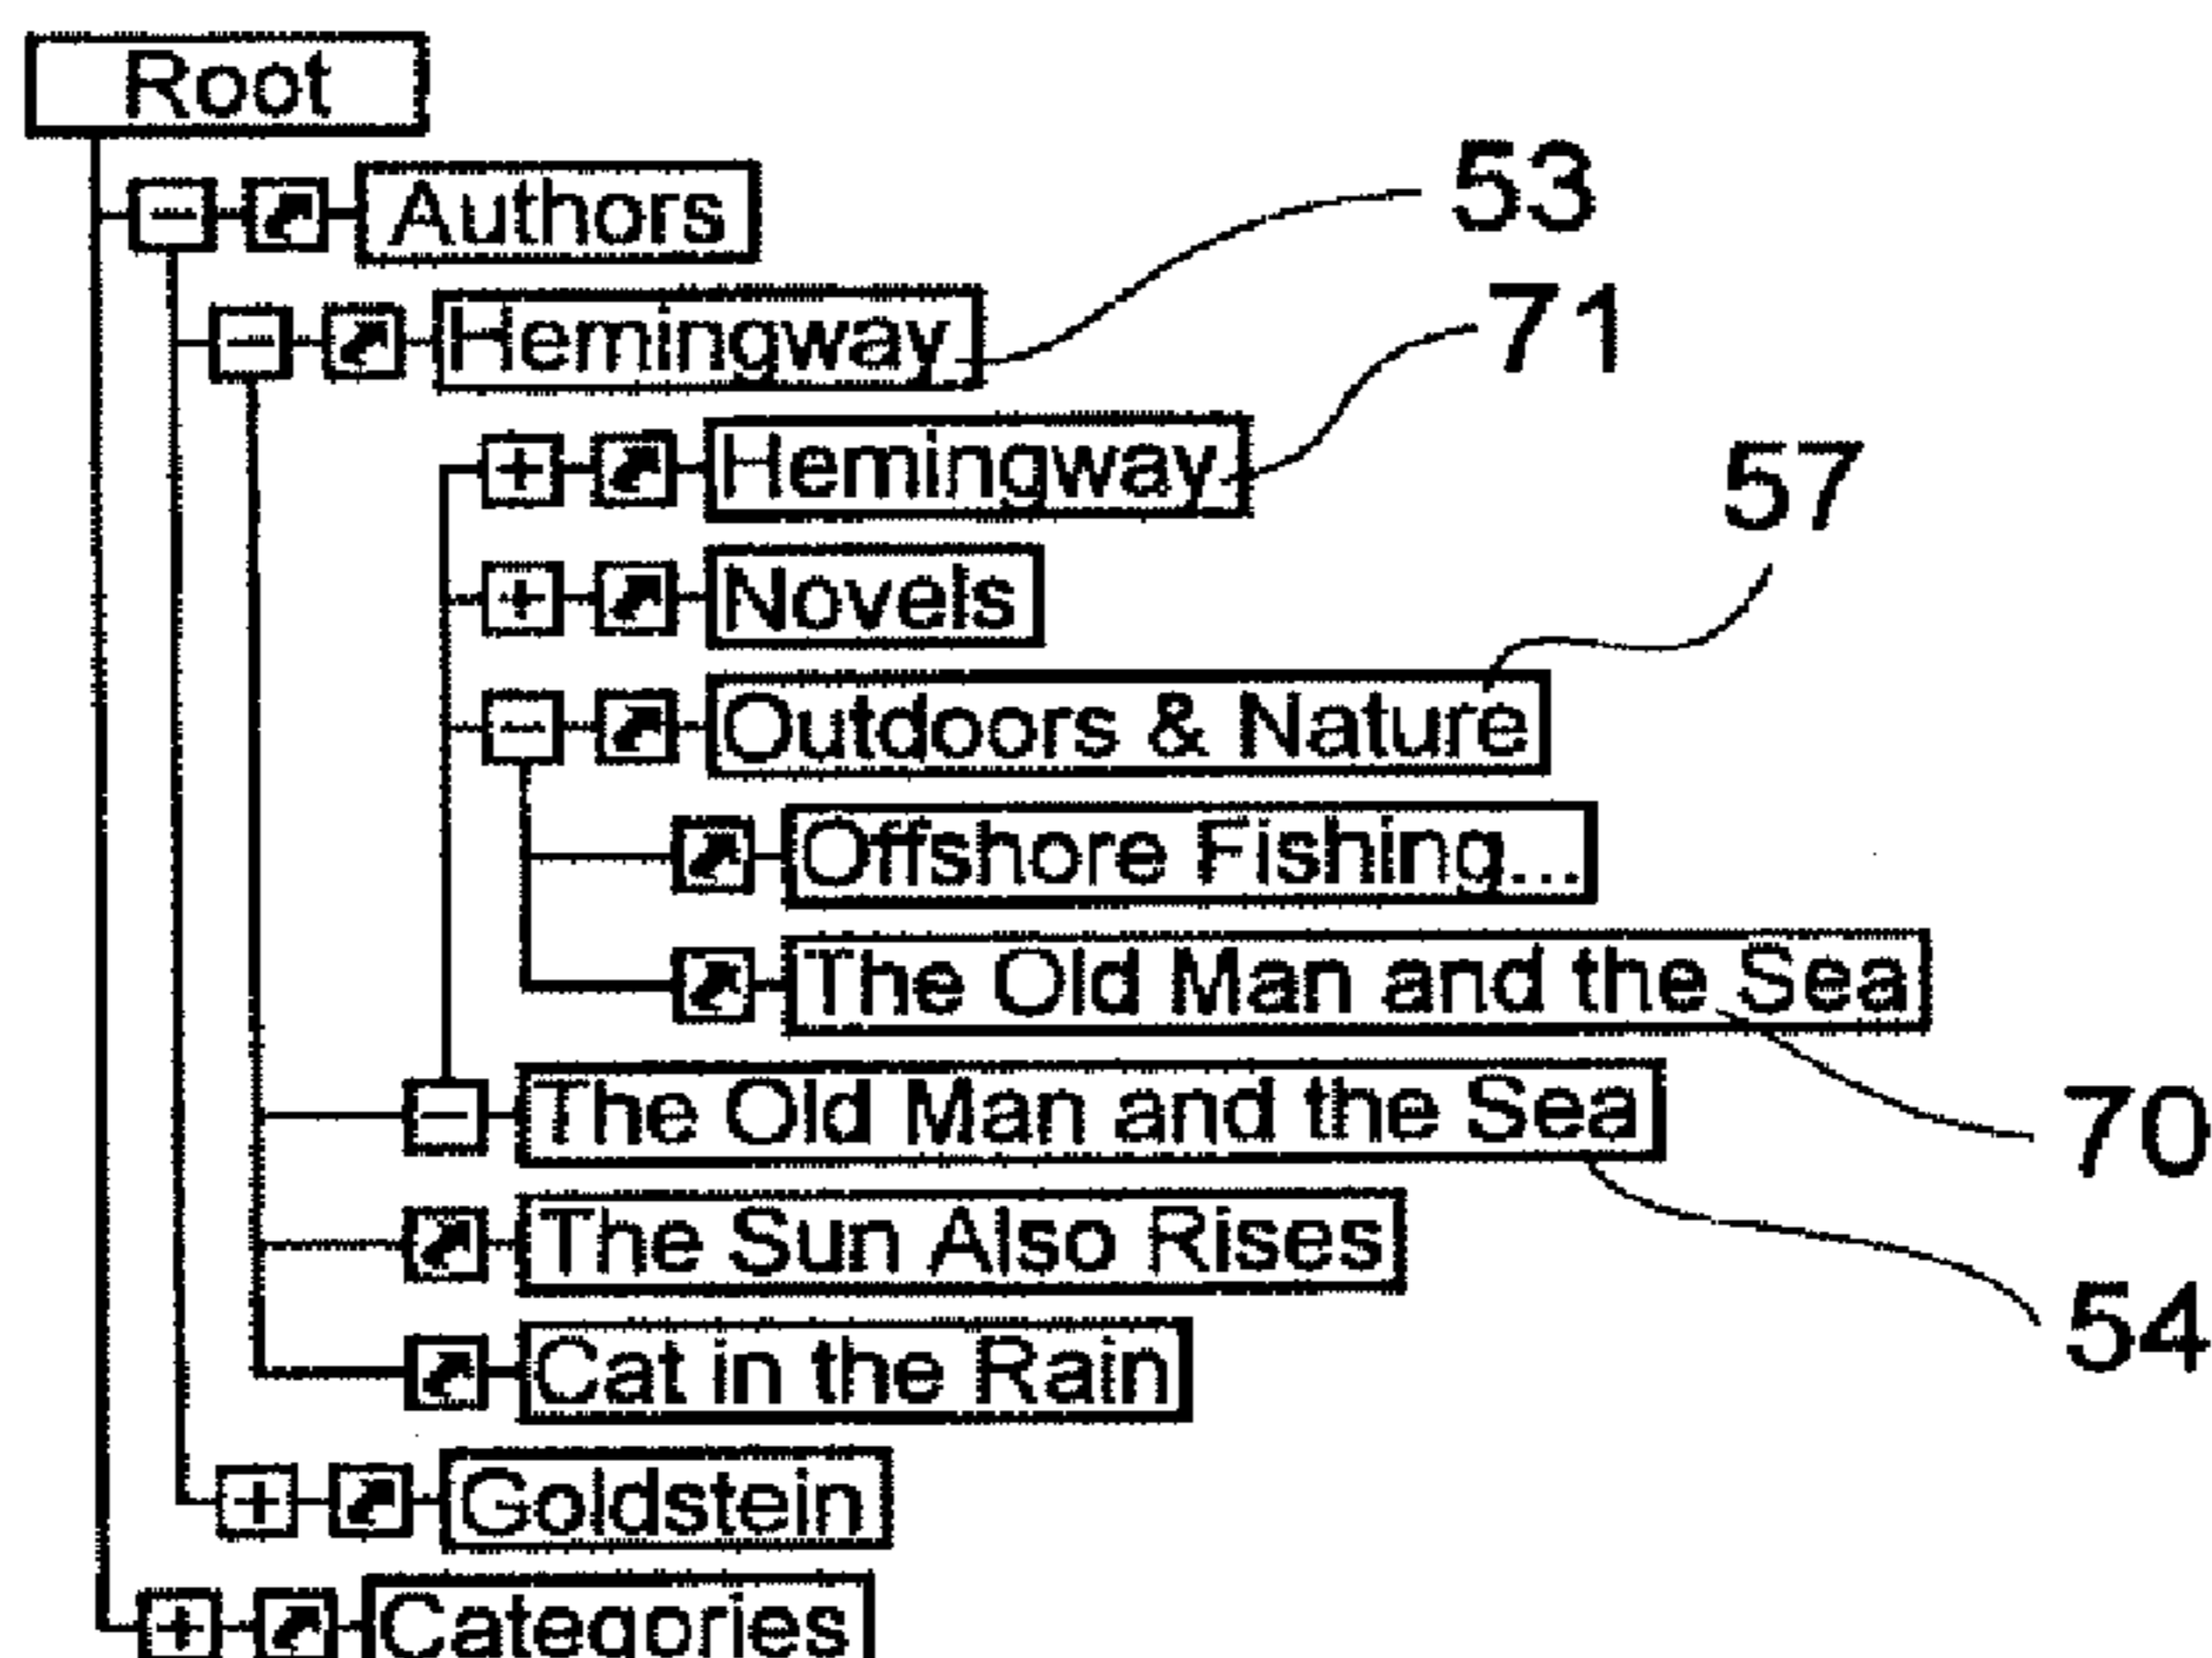 Root
Authors
53
Hemingway
71
Hemingway
57
Novels
Outdoors & Nature
Offshore Fishing...
The Old Man and the Sea
70
The Old Man and the Sea
The Sun Also Rises
54
Cat in the Rain
Goldstein
Categories